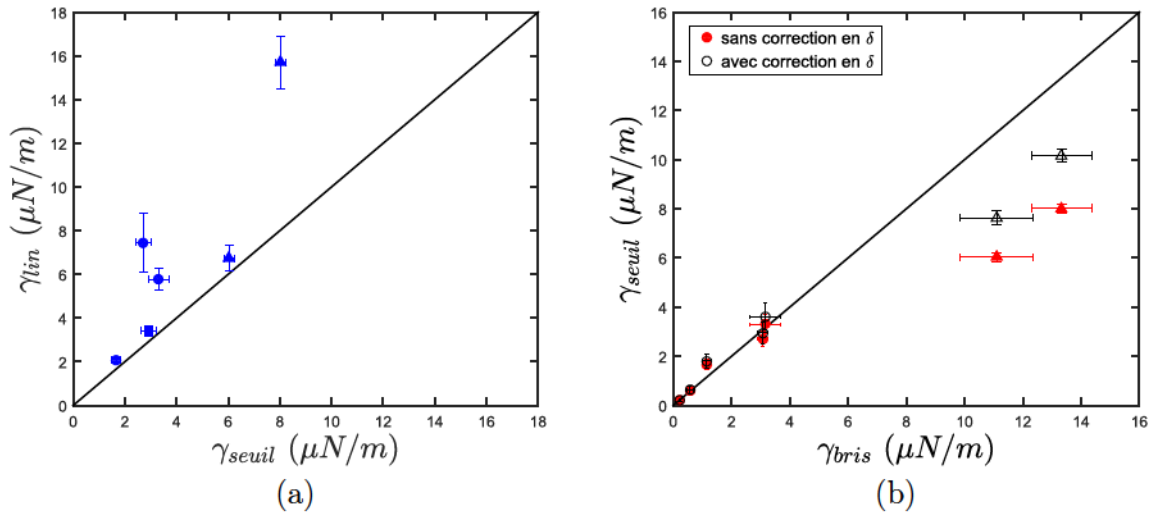 18
16
14
12
10
8
6
4
2
0
γlin (μN/m)
0 2 4 6 8 10 12 14 16 18
γseuil (μN/m)
(a)
16
14
12
10
8
6
4
2
0
γseuil (μN/m)
sans correction en δ
avec correction en δ
0 2 4 6 8 10 12 14 16
γbris (μN/m)
(b)